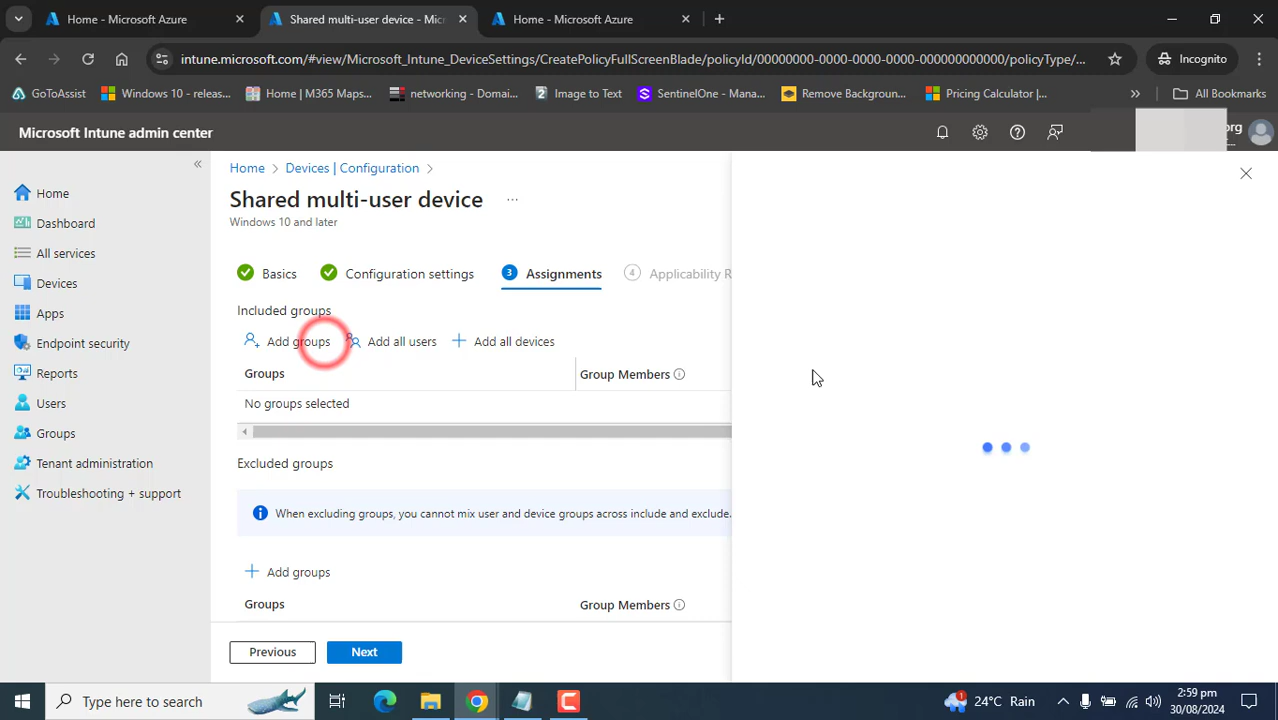 Home - Microsoft Azure
Shared multi-user device - Mic
Home - Microsoft Azure
intune.microsoft.com/#view/Microsoft_Intune_DeviceSettings/CreatePolicyFullScreenBlade/policyId/00000000-0000-0000-0000-000000000000/policyType/...
Incognito
GoToAssist
Windows 10 - releas...
Home | M365 Maps...
networking - Domai...
Image to Text
SentinelOne - Mana...
Remove Backgroun...
Pricing Calculator |...
All Bookmarks
Microsoft Intune admin center
org
Home
Dashboard
All services
Devices
Apps
Endpoint security
Reports
Users
Groups
Tenant administration
Troubleshooting + support
Home > Devices | Configuration >
Shared multi-user device ...
Windows 10 and later
Basics
Configuration settings
3 Assignments
4 Applicability R
Included groups
Add groups
Add all users
Add all devices
Groups
Group Members
No groups selected
Excluded groups
When excluding groups, you cannot mix user and device groups across include and exclude.
Add groups
Groups
Group Members
Previous
Next
Type here to search
1
24°C Rain
2:59 pm
30/08/2024